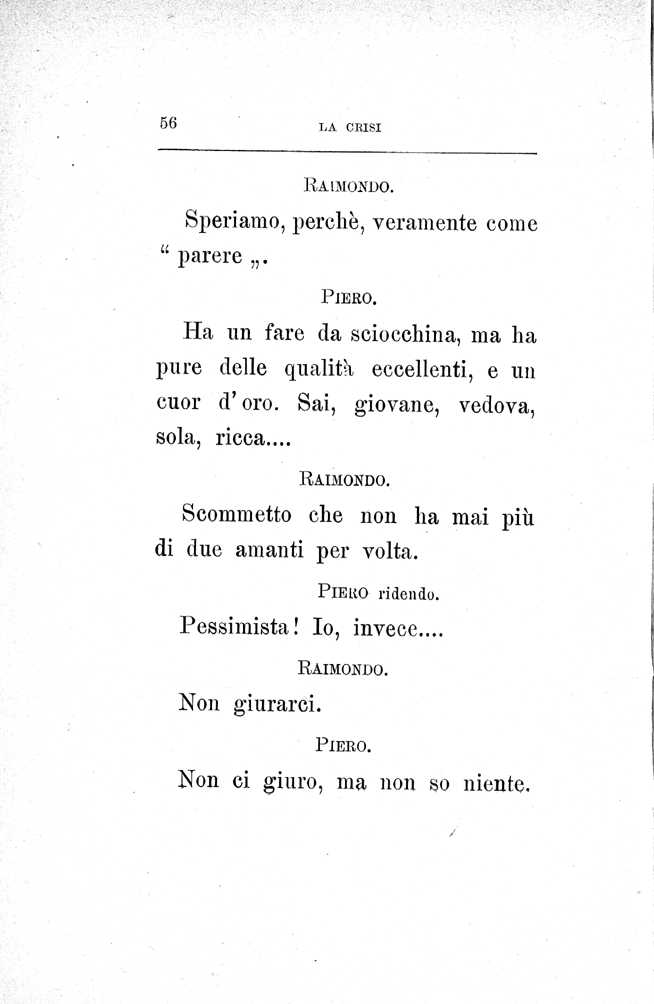 56 LA CRISI
RAIMONDO.
Speriamo, perchè, veramente come
“ parere „.
PIERO.
Ha un fare da sciocchina, ma ha
pure delle qualità eccellenti, e un
cuor d'oro. Sai, giovane, vedova,
sola, ricca....
RAIMONDO.
Scommetto che non ha mai più
di due amanti per volta.
PIERO ridendo.
Pessimista! Io, invece....
RAIMONDO.
Non giurarci.
PIERO.
Non ci giuro, ma non so niente.